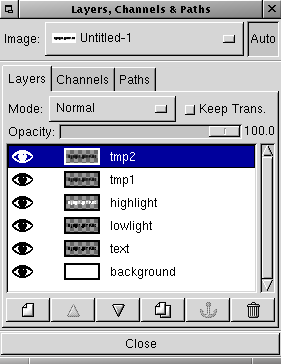 Layers, Channels & Paths
Image: Untitled-1 Auto
Layers Channels Paths
Mode: Normal Keep Trans.
Opacity: 100.0
tmp2
tmp1
highlight
lowlight
text
background
Close